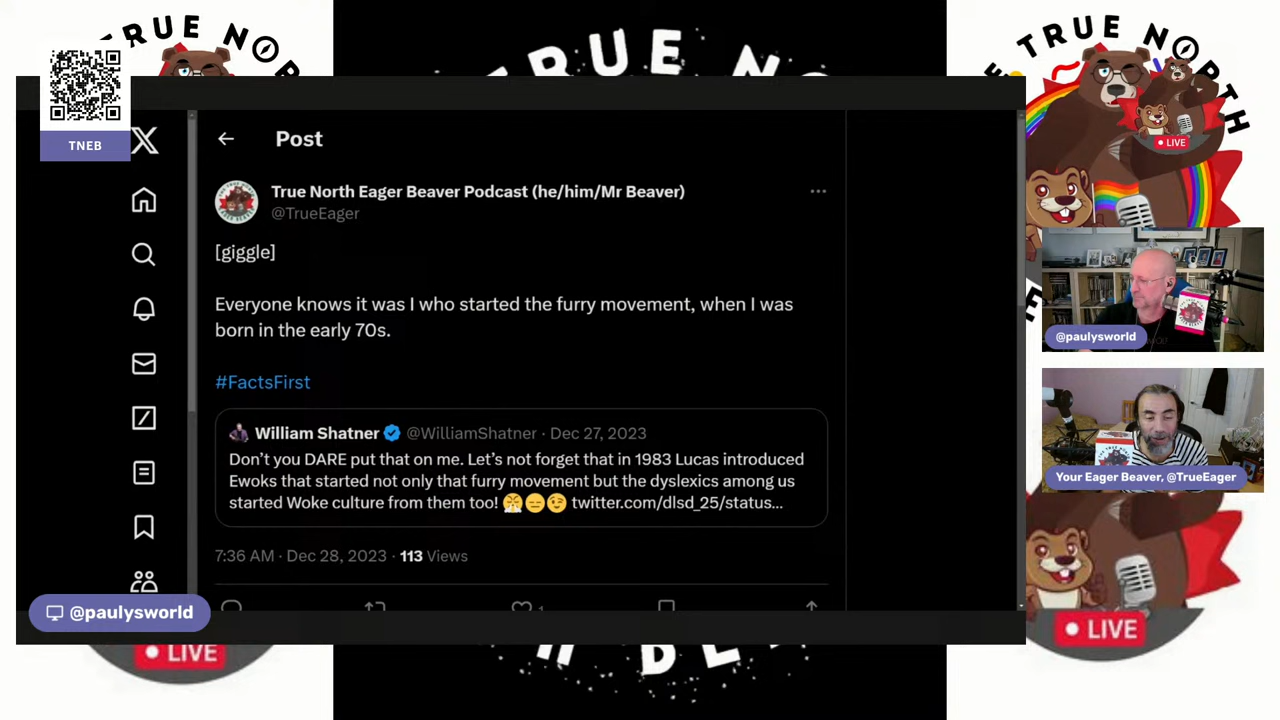 TRUE NO
TRUE NO
TRUE NORTH
LIVE
TNEB
Post
True North Eager Beaver Podcast (he/him/Mr Beaver)
@TrueEager
[giggle]
Everyone knows it was I who started the furry movement, when I was
born in the early 70s.
#FactsFirst
William Shatner @WilliamShatner · Dec 27, 2023
Don’t you DARE put that on me. Let’s not forget that in 1983 Lucas introduced
Ewoks that started not only that furry movement but the dyslexics among us
started Woke culture from them too! 😤😑😉 twitter.com/dlsd_25/status...
7:36 AM · Dec 28, 2023 · 113 Views
1
@paulysworld
@paulysworld
Your Eager Beaver, @TrueEager
LIVE
LIVE